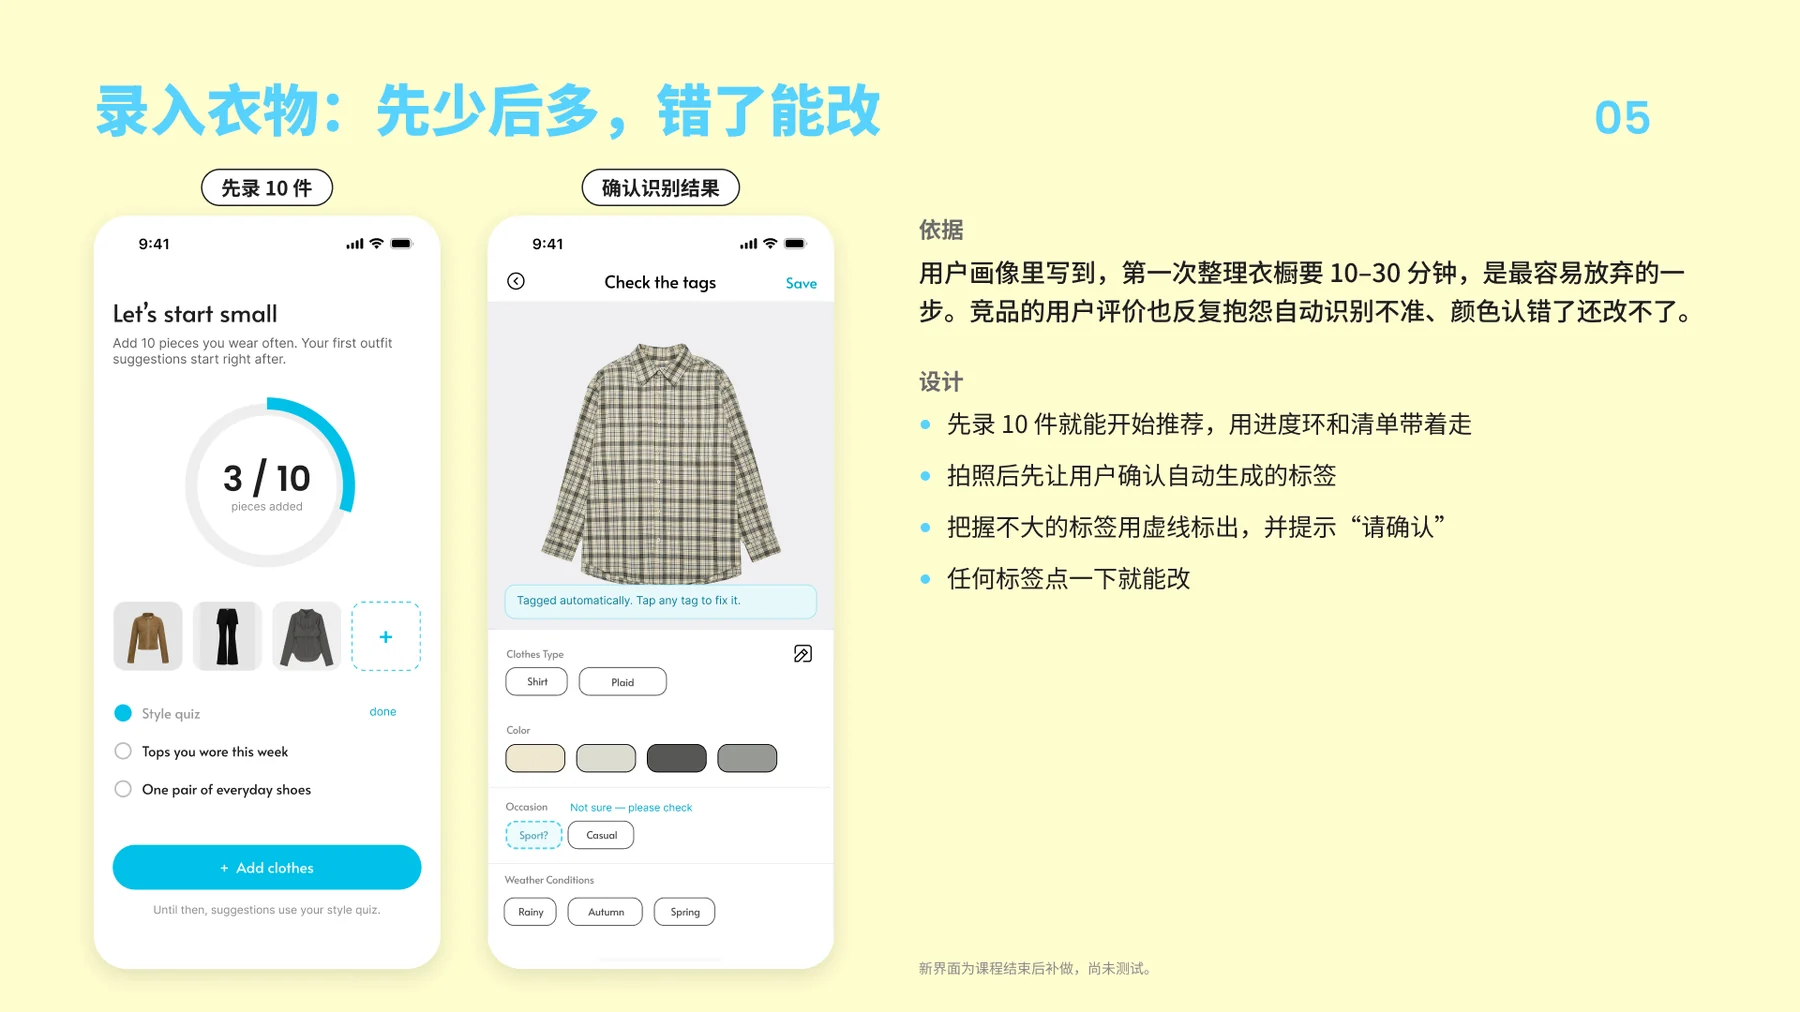 录入衣物：先少后多，错了能改
05
先录 10 件
9:41
Let’s start small
Add 10 pieces you wear often. Your first outfit
suggestions start right after.
3 / 10
pieces added
+
Style quiz
done
Tops you wore this week
One pair of everyday shoes
+ Add clothes
Until then, suggestions use your style quiz.
确认识别结果
9:41
Check the tags
Save
Tagged automatically. Tap any tag to fix it.
Clothes Type
Shirt
Plaid
Color
Occasion
Not sure — please check
Sport?
Casual
Weather Conditions
Rainy
Autumn
Spring
依据
用户画像里写到，第一次整理衣橱要 10–30 分钟，是最容易放弃的一
步。竞品的用户评价也反复抱怨自动识别不准、颜色认错了还改不了。
设计
先录 10 件就能开始推荐，用进度环和清单带着走
拍照后先让用户确认自动生成的标签
把握不大的标签用虚线标出，并提示“请确认”
任何标签点一下就能改
新界面为课程结束后补做，尚未测试。